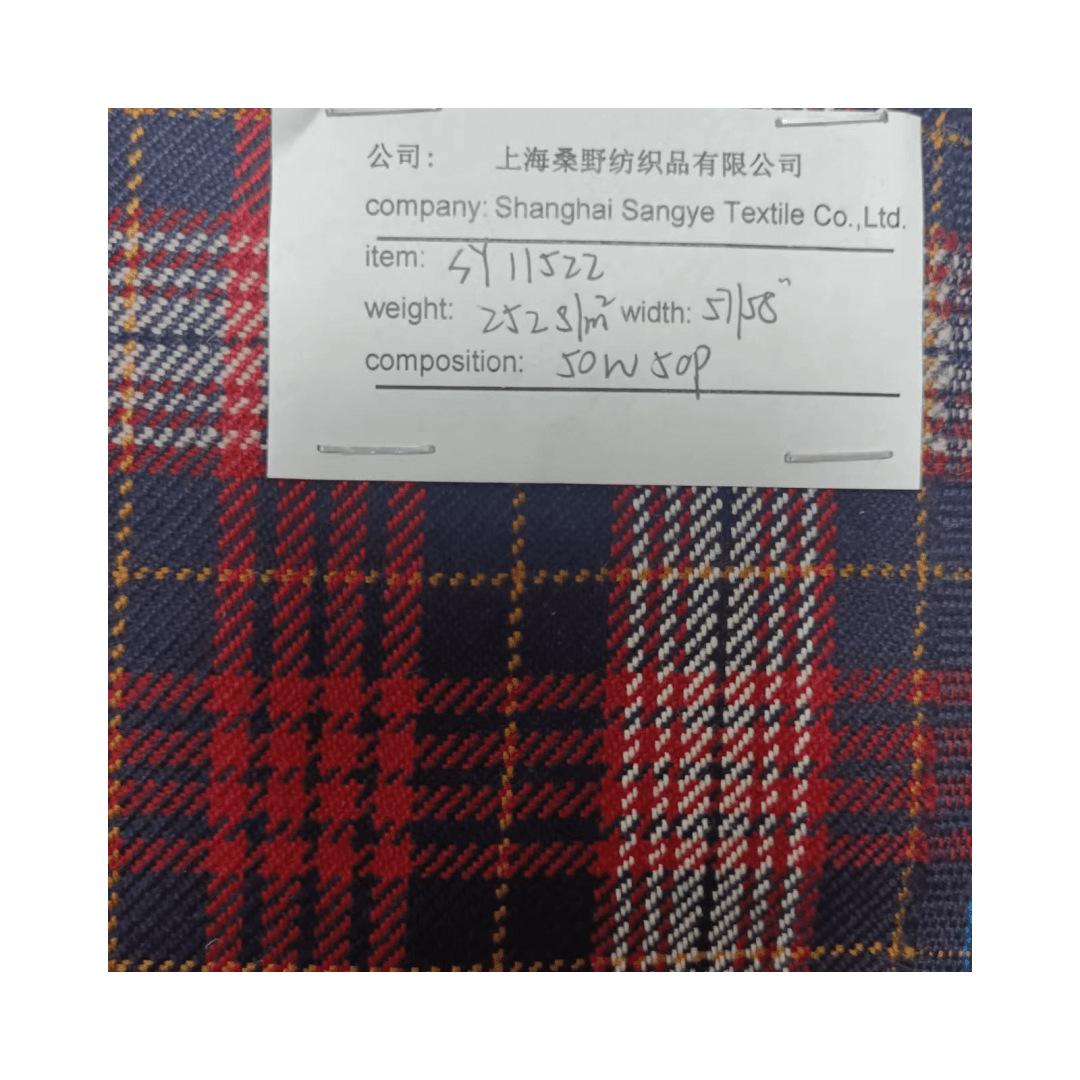 公司: 上海桑野纺织品有限公司
company: Shanghai Sangye Textile Co.,Ltd.
item: SY11522
weight: 252g/m² width: 57/58"
composition: 50W50P